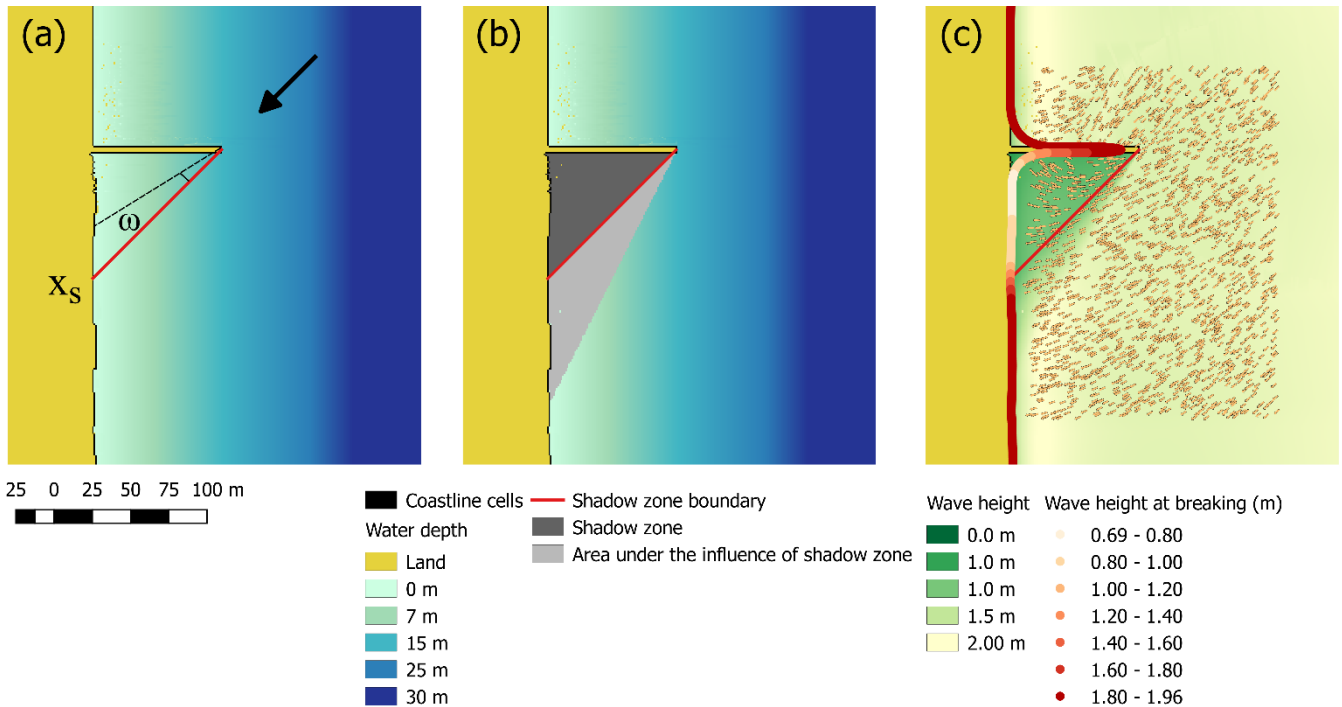 (a)
(b)
(c)
ω
Xs
25 0 25 50 75 100 m
Coastline cells
Water depth
Land
0 m
7 m
15 m
25 m
30 m
Shadow zone boundary
Shadow zone
Area under the influence of shadow zone
Wave height
0.0 m
1.0 m
1.0 m
1.5 m
2.00 m
Wave height at breaking (m)
0.69 - 0.80
0.80 - 1.00
1.00 - 1.20
1.20 - 1.40
1.40 - 1.60
1.60 - 1.80
1.80 - 1.96